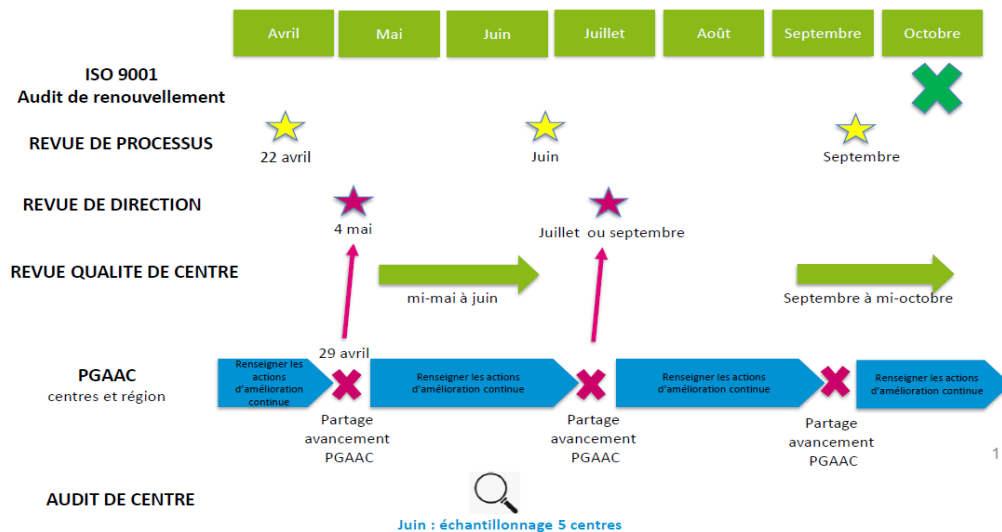 Avril
Mai
Juin
Juillet
Août
Septembre
Octobre
ISO 9001
Audit de renouvellement
REVUE DE PROCESSUS
22 avril
Juin
Septembre
REVUE DE DIRECTION
4 mai
Juillet ou septembre
REVUE QUALITE DE CENTRE
mi-mai à juin
Septembre à mi-octobre
29 avril
PGAAC
centres et région
Renseigner les
actions
d'amélioration
continue
Renseigner les actions
d'amélioration continue
Renseigner les actions
d'amélioration continue
Renseigner les actions
d'amélioration continue
Partage
avancement
PGAAC
Partage
avancement
PGAAC
Partage
avancement
PGAAC
1
AUDIT DE CENTRE
Juin : échantillonnage 5 centres